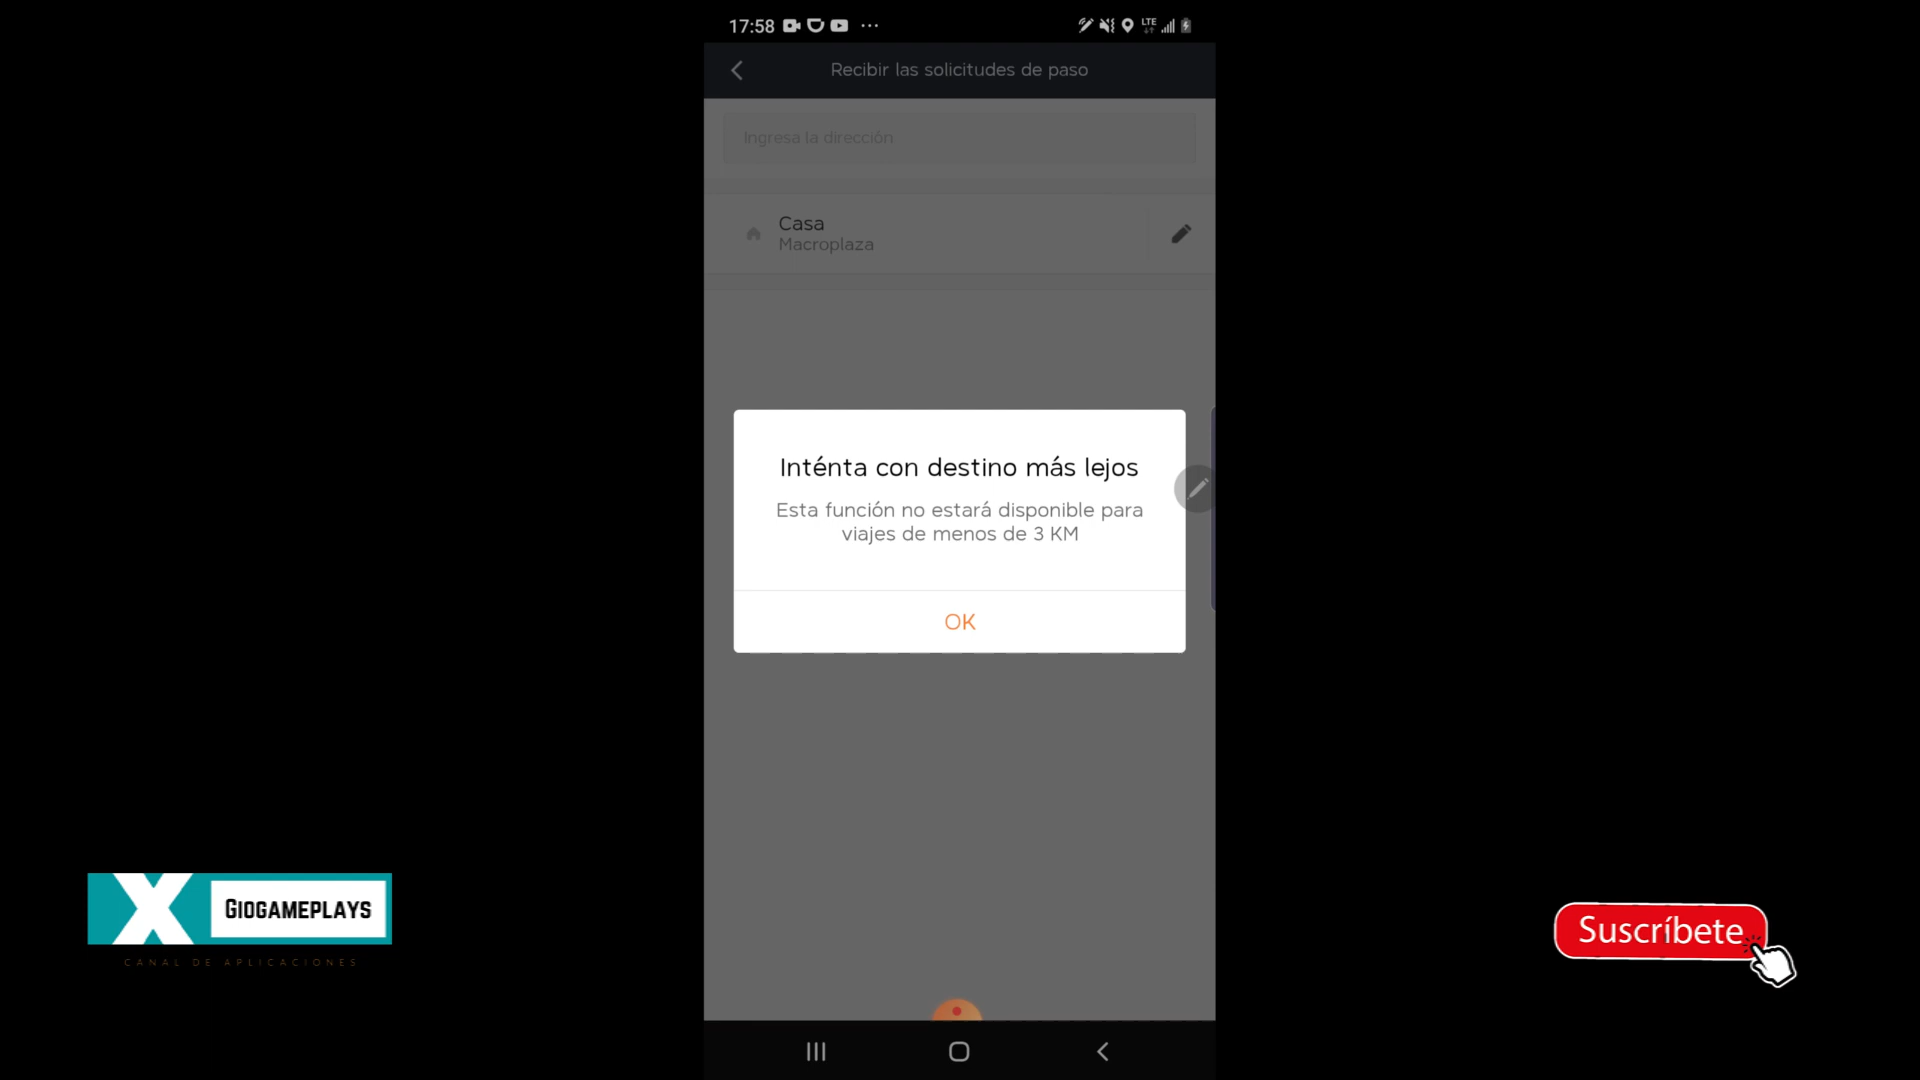 17:58
LTE
Recibir las solicitudes de paso
Ingresa la dirección
Casa
Macroplaza
Inténta con destino más lejos
Esta función no estará disponible para
viajes de menos de 3 KM
OK
X GIOGAMEPLAYS
CANAL DE APLICACIONES
Suscríbete